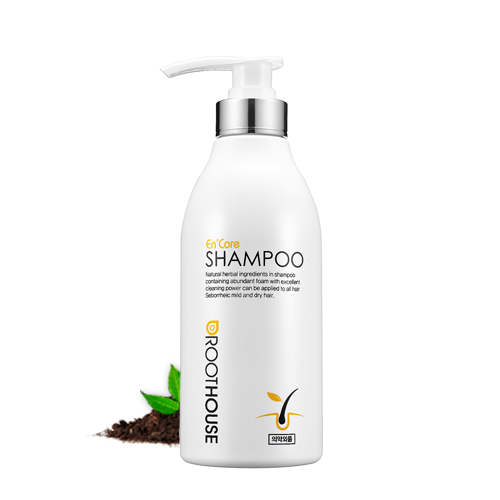 En'Core
SHAMPOO
Natural herbal ingredients in shampoo
containing abundant foam with excellent
cleaning power can be applied to all hair
Seborrheic mild and dry hair.
ROOTHOUSE
의약외품